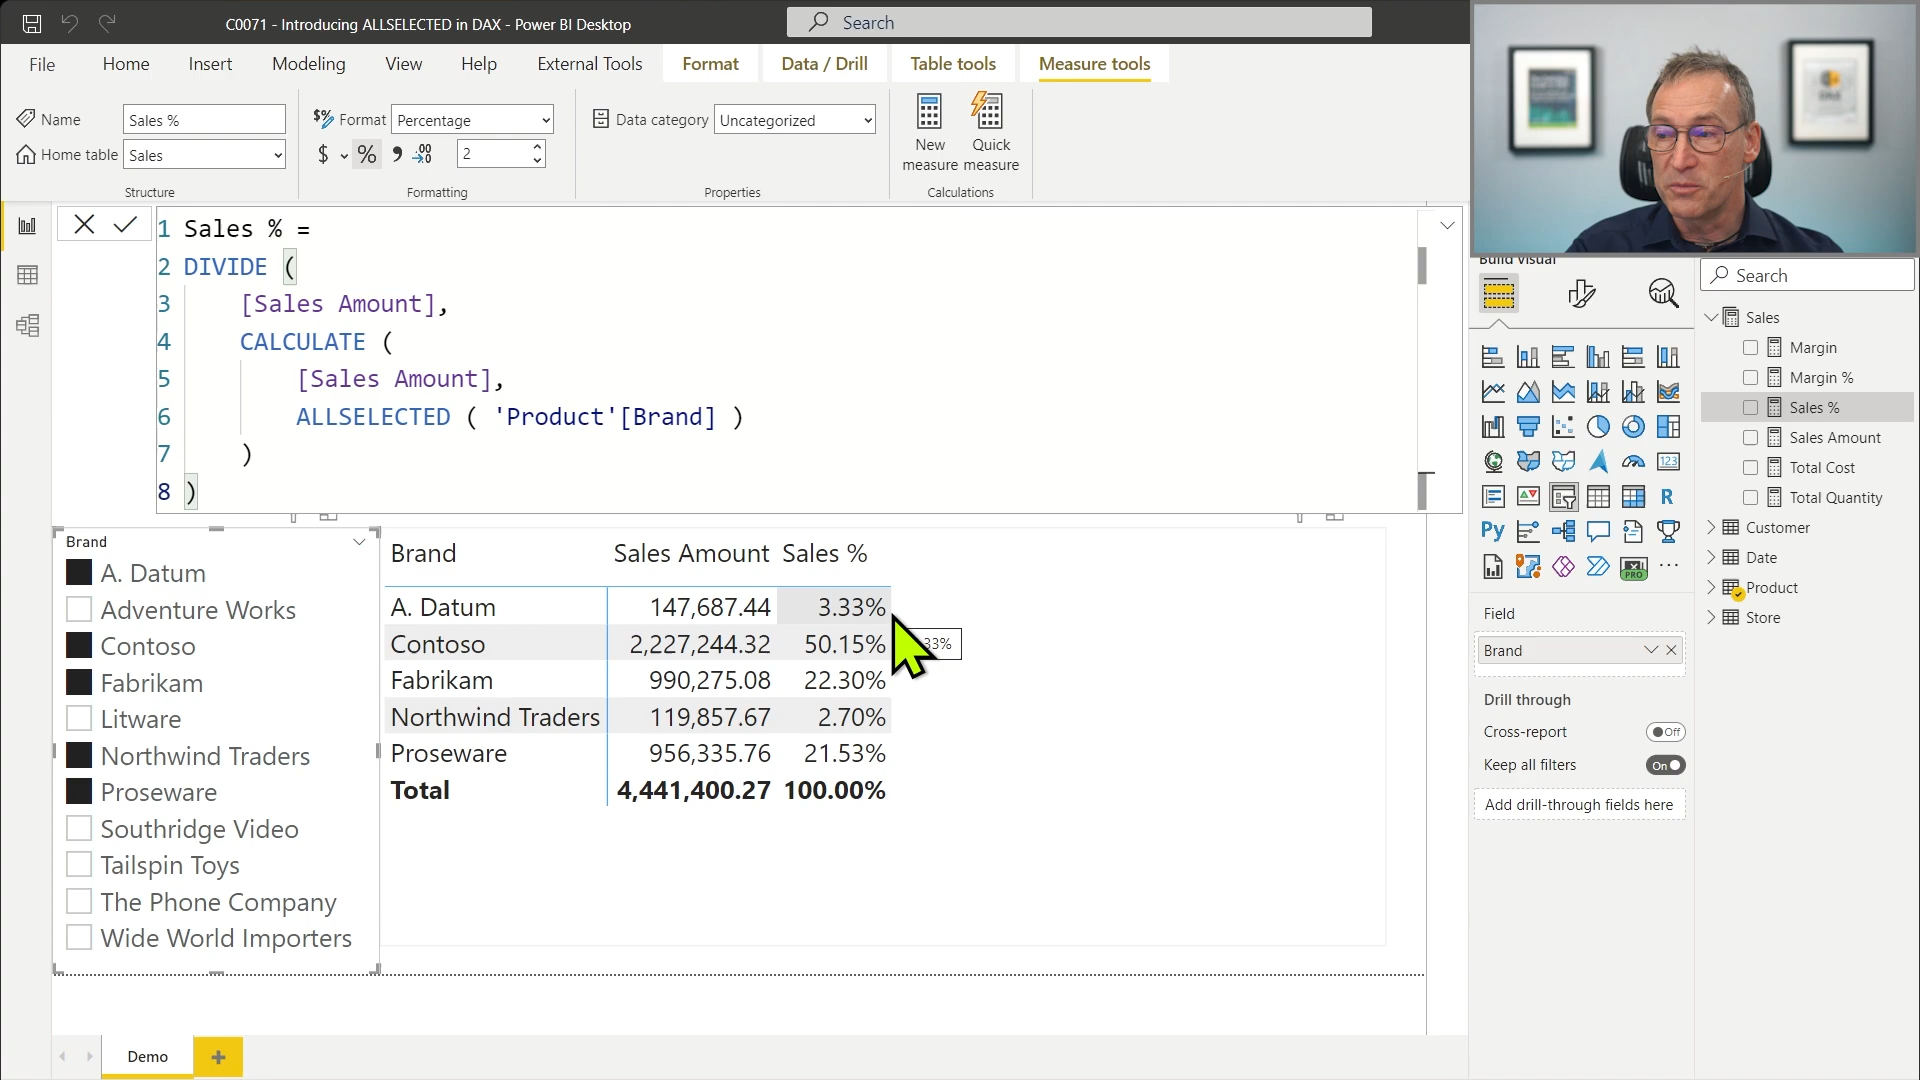 C0071 - Introducing ALLSELECTED in DAX - Power BI Desktop
Search
File Home Insert Modeling View Help External Tools Format Data / Drill Table tools Measure tools
Name Sales %
Home table Sales
Structure
Format Percentage
$ % 2
Formatting
Data category Uncategorized
Properties
New measure
Quick measure
Calculations
1 Sales % =
2 DIVIDE (
3 [Sales Amount],
4 CALCULATE (
5 [Sales Amount],
6 ALLSELECTED ( 'Product'[Brand] )
7 )
8 )
Brand
A. Datum
Adventure Works
Contoso
Fabrikam
Litware
Northwind Traders
Proseware
Southridge Video
Tailspin Toys
The Phone Company
Wide World Importers
Brand Sales Amount Sales %
A. Datum 147,687.44 3.33%
Contoso 2,227,244.32 50.15%
Fabrikam 990,275.08 22.30%
Northwind Traders 119,857.67 2.70%
Proseware 956,335.76 21.53%
Total 4,441,400.27 100.00%
Build visual
123
R
Py
PRO
Field
Brand
Drill through
Cross-report Off
Keep all filters On
Add drill-through fields here
Search
Sales
Margin
Margin %
Sales %
Sales Amount
Total Cost
Total Quantity
Customer
Date
Product
Store
Demo